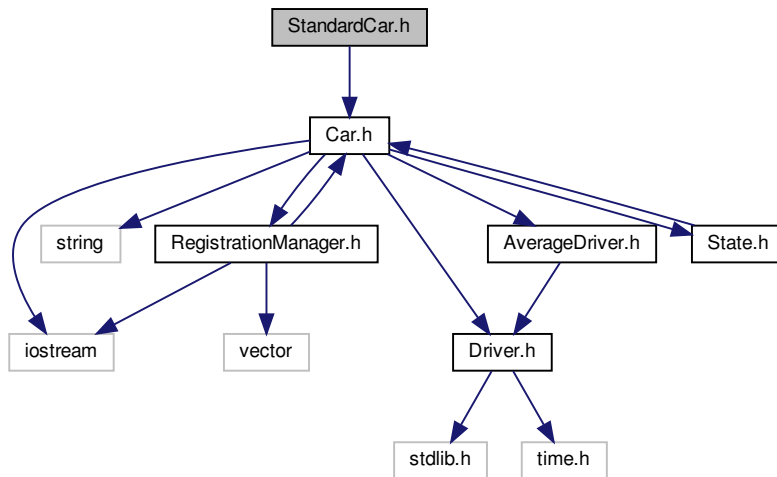 StandardCar.h
Car.h
string
RegistrationManager.h
AverageDriver.h
State.h
iostream
vector
Driver.h
stdlib.h
time.h